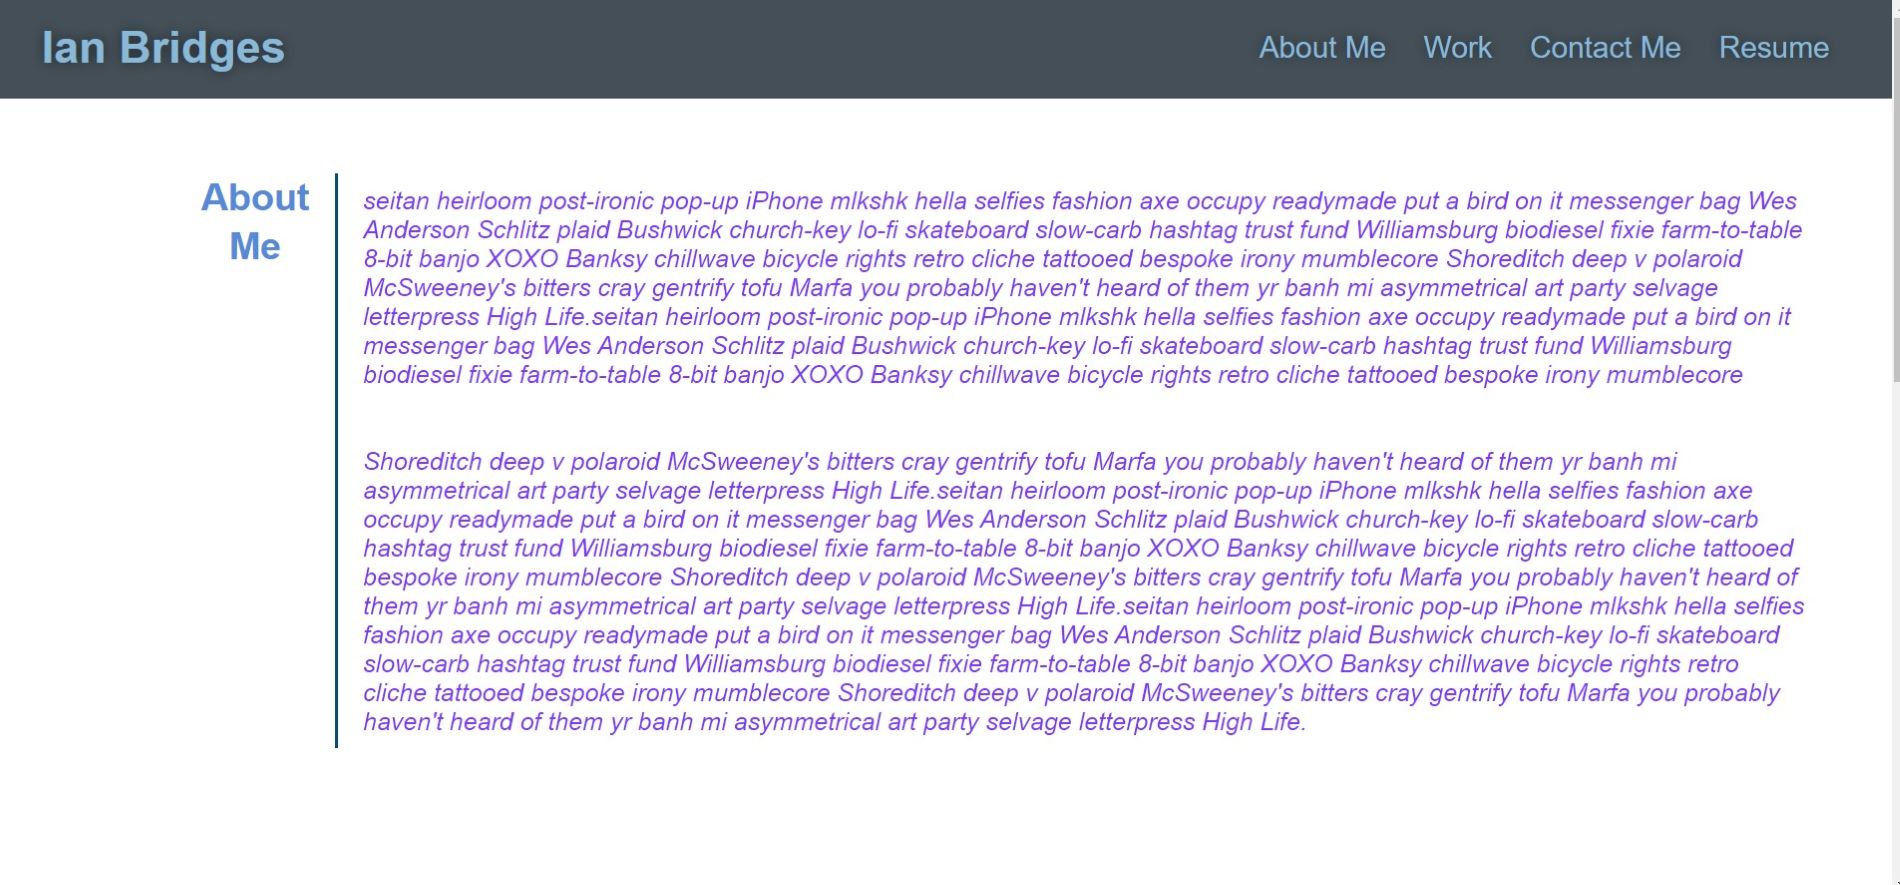 Ian Bridges
About Me Work Contact Me Resume
About
Me
seitan heirloom post-ironic pop-up iPhone mlkshk hella selfies fashion axe occupy readymade put a bird on it messenger bag Wes
Anderson Schlitz plaid Bushwick church-key lo-fi skateboard slow-carb hashtag trust fund Williamsburg biodiesel fixie farm-to-table
8-bit banjo XOXO Banksy chillwave bicycle rights retro cliche tattooed bespoke irony mumblecore Shoreditch deep v polaroid
McSweeney's bitters cray gentrify tofu Marfa you probably haven't heard of them yr banh mi asymmetrical art party selvage
letterpress High Life.seitan heirloom post-ironic pop-up iPhone mlkshk hella selfies fashion axe occupy readymade put a bird on it
messenger bag Wes Anderson Schlitz plaid Bushwick church-key lo-fi skateboard slow-carb hashtag trust fund Williamsburg
biodiesel fixie farm-to-table 8-bit banjo XOXO Banksy chillwave bicycle rights retro cliche tattooed bespoke irony mumblecore
Shoreditch deep v polaroid McSweeney's bitters cray gentrify tofu Marfa you probably haven't heard of them yr banh mi
asymmetrical art party selvage letterpress High Life.seitan heirloom post-ironic pop-up iPhone mlkshk hella selfies fashion axe
occupy readymade put a bird on it messenger bag Wes Anderson Schlitz plaid Bushwick church-key lo-fi skateboard slow-carb
hashtag trust fund Williamsburg biodiesel fixie farm-to-table 8-bit banjo XOXO Banksy chillwave bicycle rights retro cliche tattooed
bespoke irony mumblecore Shoreditch deep v polaroid McSweeney's bitters cray gentrify tofu Marfa you probably haven't heard of
them yr banh mi asymmetrical art party selvage letterpress High Life.seitan heirloom post-ironic pop-up iPhone mlkshk hella selfies
fashion axe occupy readymade put a bird on it messenger bag Wes Anderson Schlitz plaid Bushwick church-key lo-fi skateboard
slow-carb hashtag trust fund Williamsburg biodiesel fixie farm-to-table 8-bit banjo XOXO Banksy chillwave bicycle rights retro
cliche tattooed bespoke irony mumblecore Shoreditch deep v polaroid McSweeney's bitters cray gentrify tofu Marfa you probably
haven't heard of them yr banh mi asymmetrical art party selvage letterpress High Life.